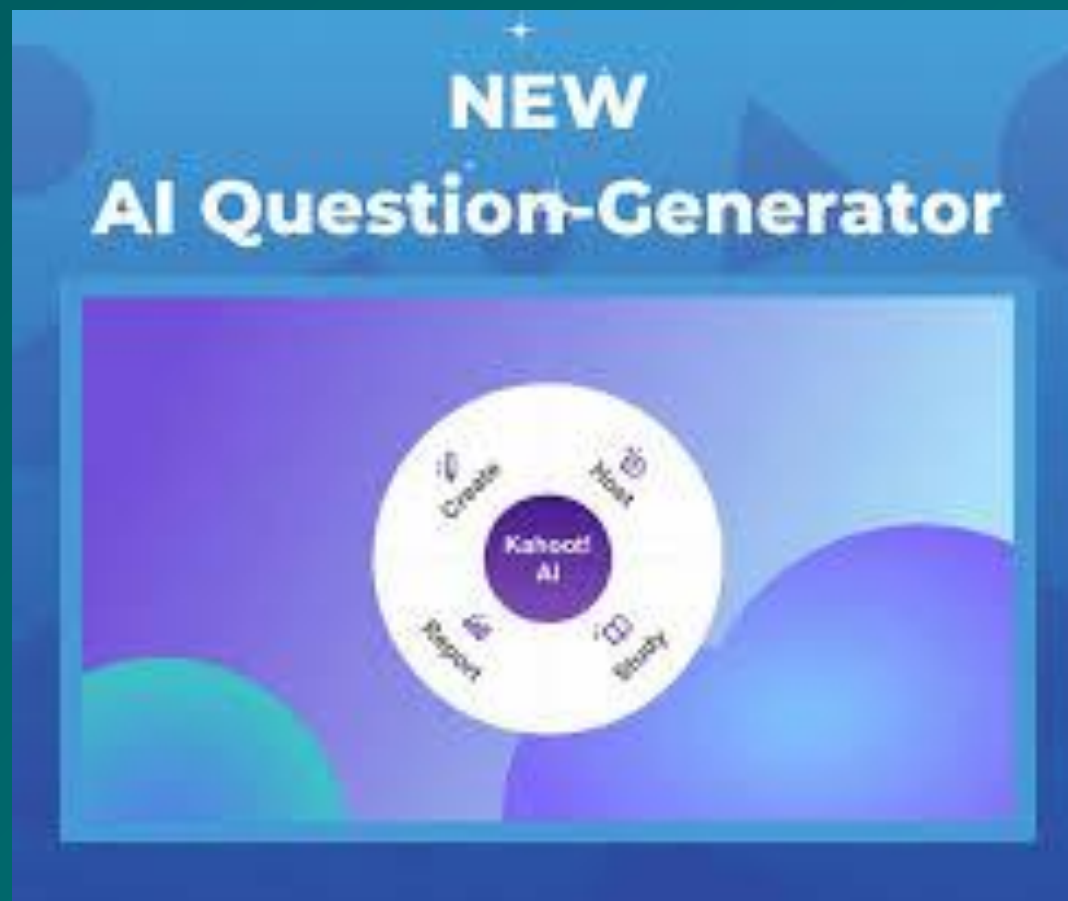 NEW
AI Question-Generator
Create
Host
Kahoot!
AI
Report
Study